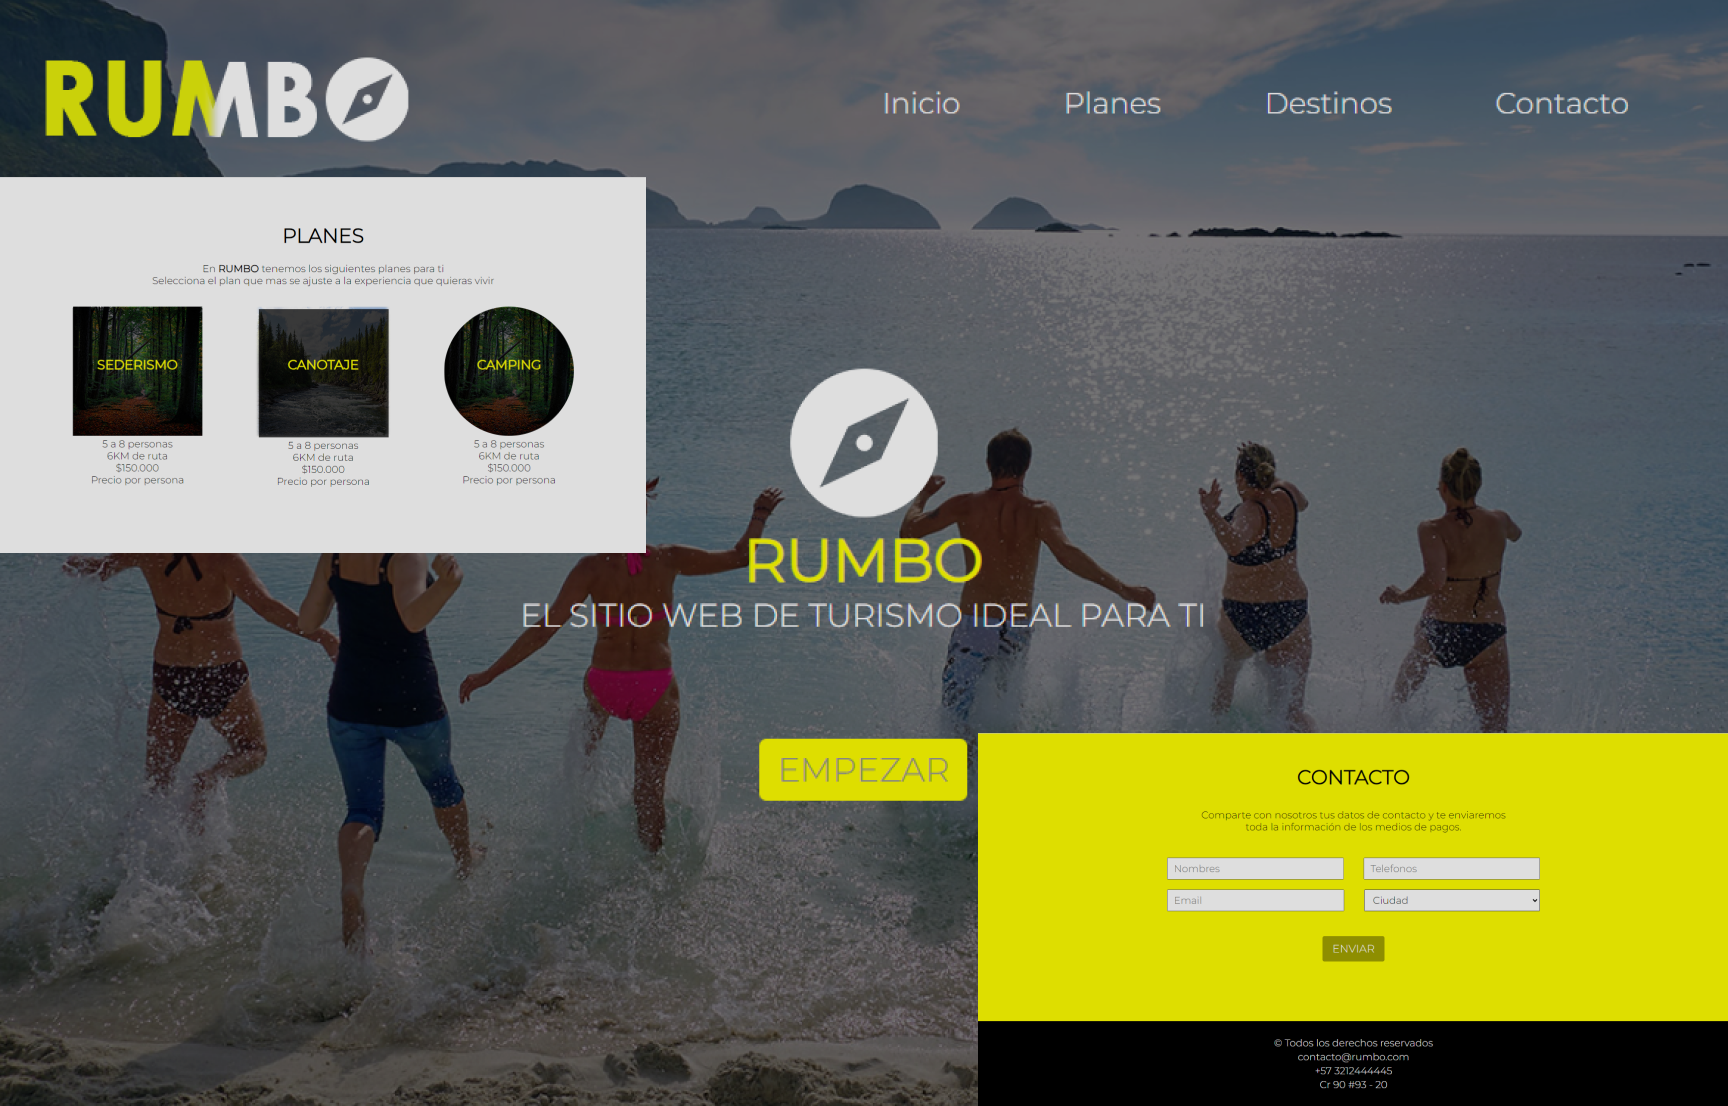 RUMBO
Inicio
Planes
Destinos
Contacto
PLANES
En RUMBO tenemos los siguientes planes para ti
Selecciona el plan que mas se ajuste a la experiencia que quieras vivir
SEDERISMO
5 a 8 personas
6KM de ruta
$150.000
Precio por persona
CANOTAJE
5 a 8 personas
6KM de ruta
$150.000
Precio por persona
CAMPING
5 a 8 personas
6KM de ruta
$150.000
Precio por persona
RUMBO
EL SITIO WEB DE TURISMO IDEAL PARA TI
EMPEZAR
CONTACTO
Comparte con nosotros tus datos de contacto y te enviaremos
toda la información de los medios de pagos.
Nombres
Telefonos
Email
Ciudad
ENVIAR
© Todos los derechos reservados
contacto@rumbo.com
+57 3212444445
Cr 90 #93 - 20